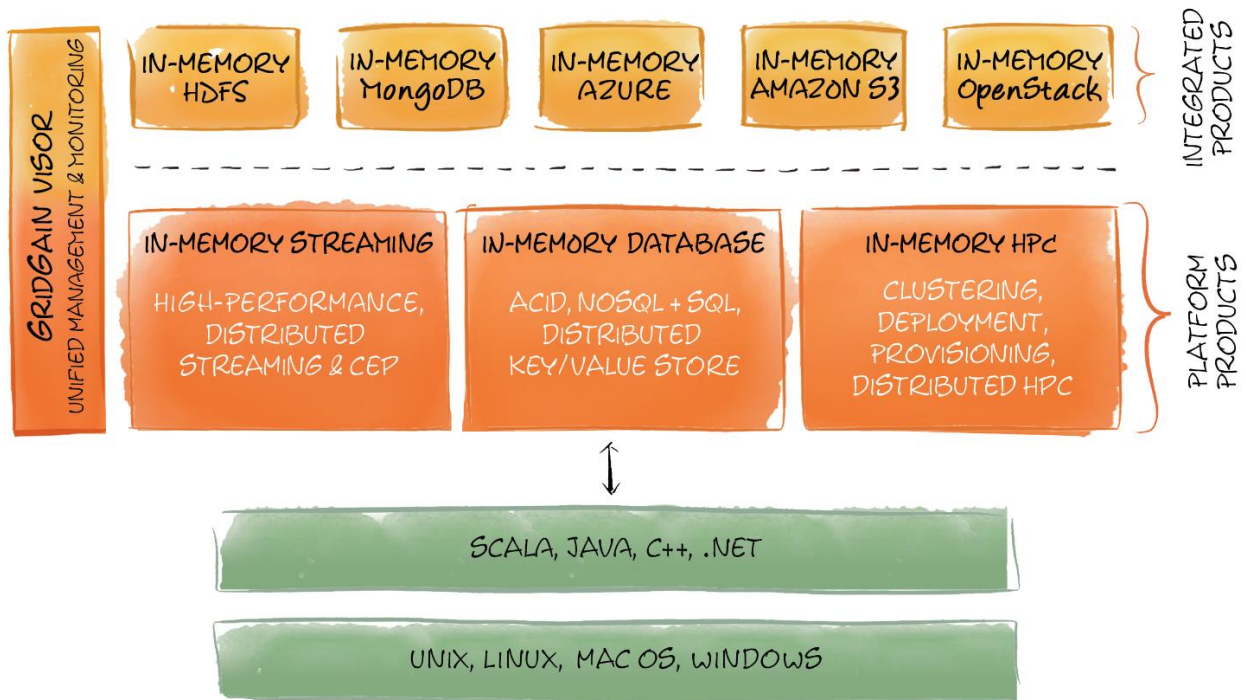 GRIDGAIN VISOR
UNIFIED MANAGEMENT & MONITORING
IN-MEMORY
HDFS
IN-MEMORY
MongoDB
IN-MEMORY
AZURE
IN-MEMORY
AMAZON S3
IN-MEMORY
OpenStack
INTEGRATED
PRODUCTS
IN-MEMORY STREAMING
HIGH-PERFORMANCE,
DISTRIBUTED
STREAMING & CEP
IN-MEMORY DATABASE
ACID, NOSQL + SQL,
DISTRIBUTED
KEY/VALUE STORE
IN-MEMORY HPC
CLUSTERING,
DEPLOYMENT,
PROVISIONING,
DISTRIBUTED HPC
PLATFORM
PRODUCTS
SCALA, JAVA, C++, .NET
UNIX, LINUX, MAC OS, WINDOWS